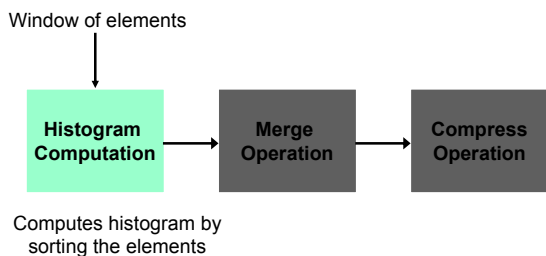 Window of elements
Histogram
Computation
Merge
Operation
Compress
Operation
Computes histogram by
sorting the elements